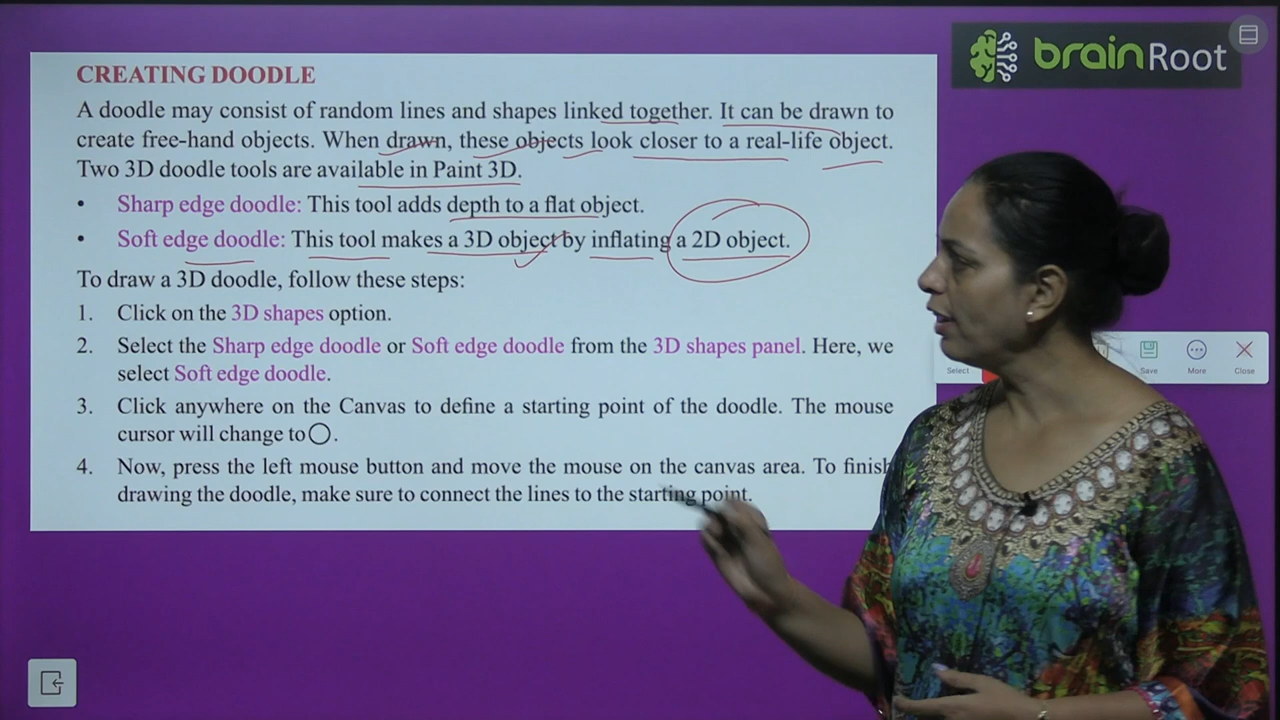 brainRoot
CREATING DOODLE
A doodle may consist of random lines and shapes linked together. It can be drawn to
create free-hand objects. When drawn, these objects look closer to a real-life object.
Two 3D doodle tools are available in Paint 3D.
• Sharp edge doodle: This tool adds depth to a flat object.
• Soft edge doodle: This tool makes a 3D object by inflating a 2D object.
To draw a 3D doodle, follow these steps:
1. Click on the 3D shapes option.
2. Select the Sharp edge doodle or Soft edge doodle from the 3D shapes panel. Here, we
select Soft edge doodle.
3. Click anywhere on the Canvas to define a starting point of the doodle. The mouse
cursor will change to .
4. Now, press the left mouse button and move the mouse on the canvas area. To finish
drawing the doodle, make sure to connect the lines to the starting point.
Select Save More Close